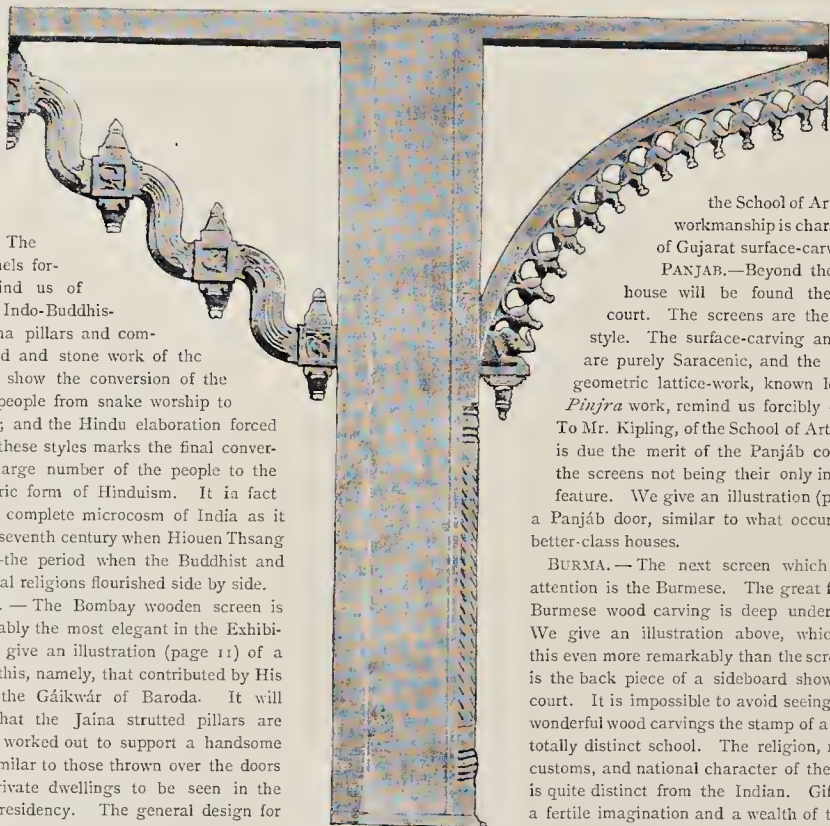 The
els for-
ind us of
Indo-Buddhis-
na pillars and com-
d and stone work of the
show the conversion of the
people from snake worship to
; and the Hindu elaboration forced
these styles marks the final conver-
arge number of the people to the
ric form of Hinduism. It in fact
complete microcosm of India as it
seventh century when Hiouen Thsang
—the period when the Buddhist and
al religions flourished side by side.
. — The Bombay wooden screen is
ably the most elegant in the Exhibi-
give an illustration (page 11) of a
this, namely, that contributed by His
the Gáikwár of Baroda. It will
hat the Jaina strutted pillars are
worked out to support a handsome
milar to those thrown over the doors
rivate dwellings to be seen in the
residency. The general design for
the School of Ar
workmanship is char
of Gujarat surface-carv
PANJAB.—Beyond the
house will be found the
court. The screens are the
style. The surface-carving an
are purely Saracenic, and the
geometric lattice-work, known l
Pinjra work, remind us forcibly
To Mr. Kipling, of the School of Art
is due the merit of the Panjáb co
the screens not being their only in
feature. We give an illustration (p
a Panjáb door, similar to what occur
better-class houses.
BURMA. — The next screen which
attention is the Burmese. The great f
Burmese wood carving is deep under
We give an illustration above, whic
this even more remarkably than the scre
is the back piece of a sideboard show
court. It is impossible to avoid seeing
wonderful wood carvings the stamp of a
totally distinct school. The religion,
customs, and national character of the
is quite distinct from the Indian. Gif
a fertile imagination and a wealth of t